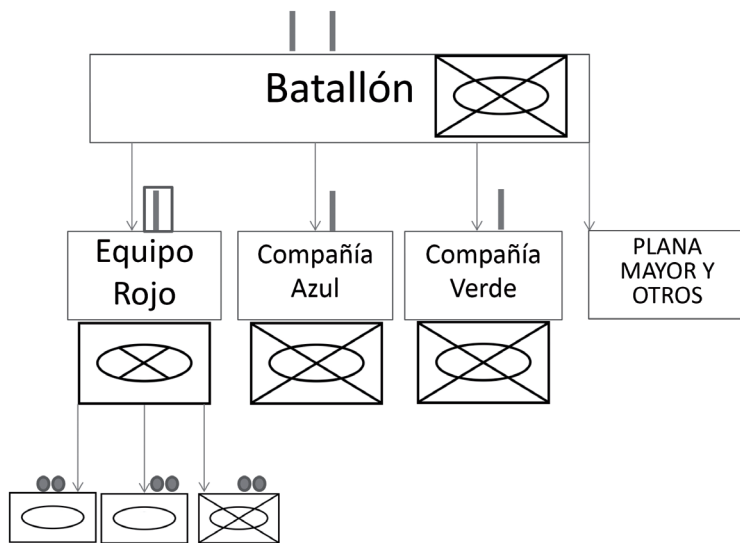 Batallón
Equipo
Rojo
Compañía
Azul
Compañía
Verde
PLANA
MAYOR Y
OTROS